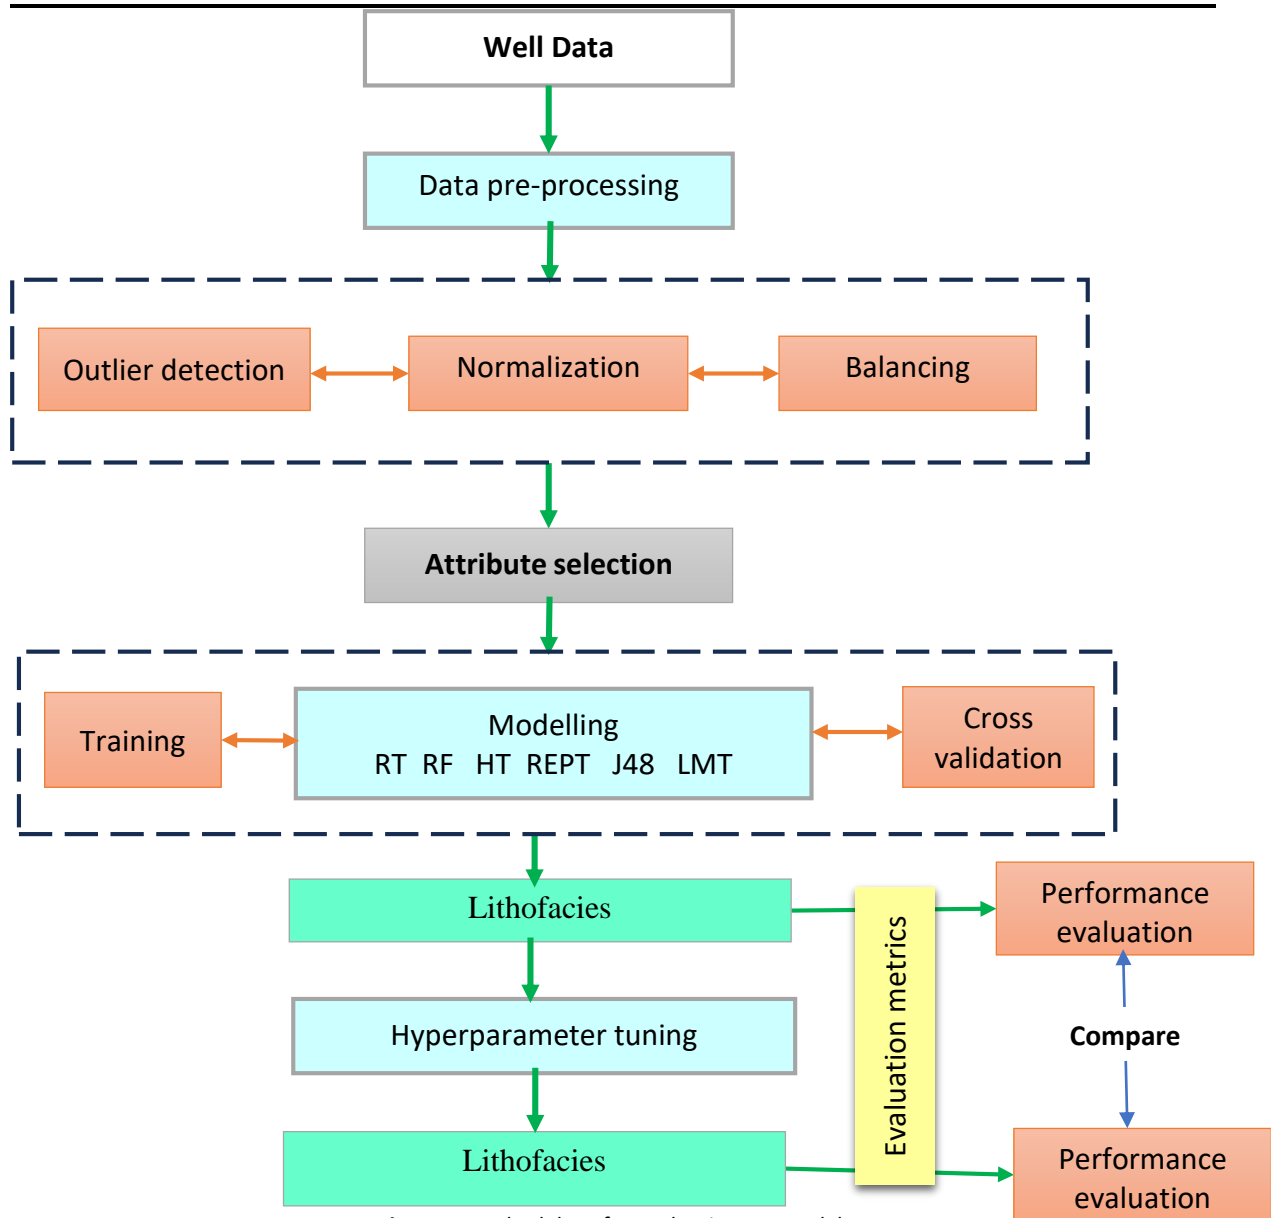 Well Data
Data pre-processing
Outlier detection
Normalization
Balancing
Attribute selection
Training
Modelling
RT RF HT REPT J48 LMT
Cross
validation
Lithofacies
Performance
evaluation
Evaluation metrics
Hyperparameter tuning
Compare
Lithofacies
Performance
evaluation